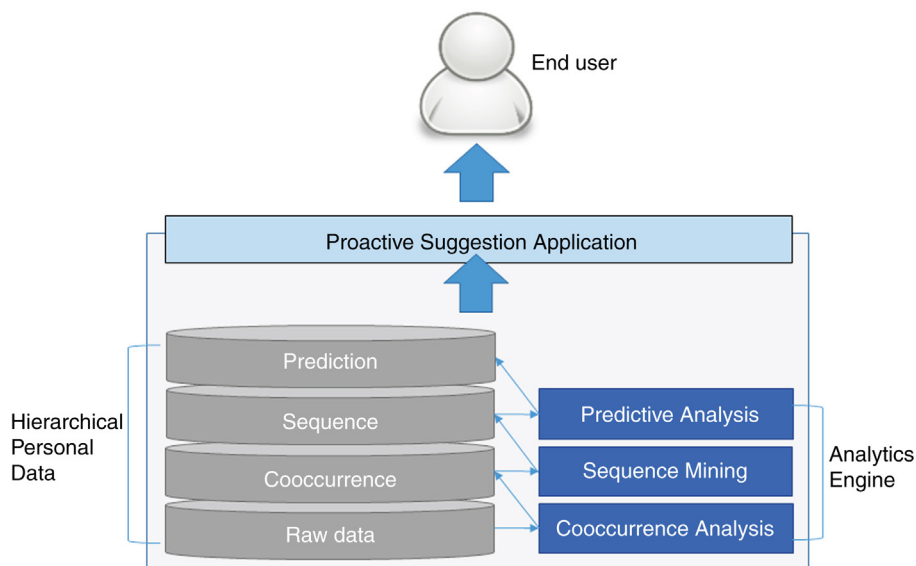 End user
Proactive Suggestion Application
Prediction
Hierarchical
Personal
Data
Sequence
Cooccurrence
Raw data
Predictive Analysis
Sequence Mining
Cooccurrence Analysis
Analytics
Engine